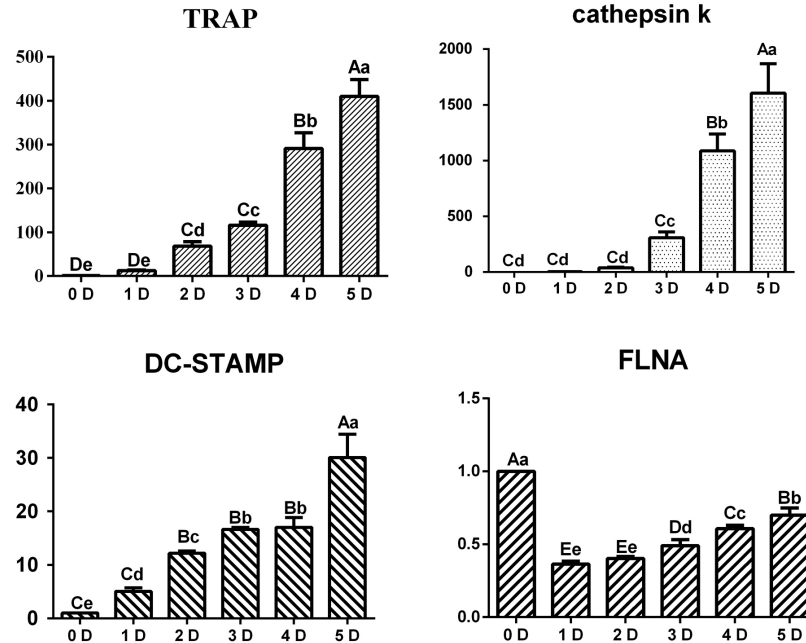 TRAP
500
400
300
200
100
0
De
De
Cd
Cc
Bb
Aa
0 D 1 D 2 D 3 D 4 D 5 D
cathepsin k
2000
1500
1000
500
0
Cd
Cd
Cd
Cc
Bb
Aa
0 D 1 D 2 D 3 D 4 D 5 D
DC-STAMP
40
30
20
10
0
Ce
Cd
Bc
Bb
Bb
Aa
0 D 1 D 2 D 3 D 4 D 5 D
FLNA
1.5
1.0
0.5
0.0
Aa
Ee
Ee
Dd
Cc
Bb
0 D 1 D 2 D 3 D 4 D 5 D